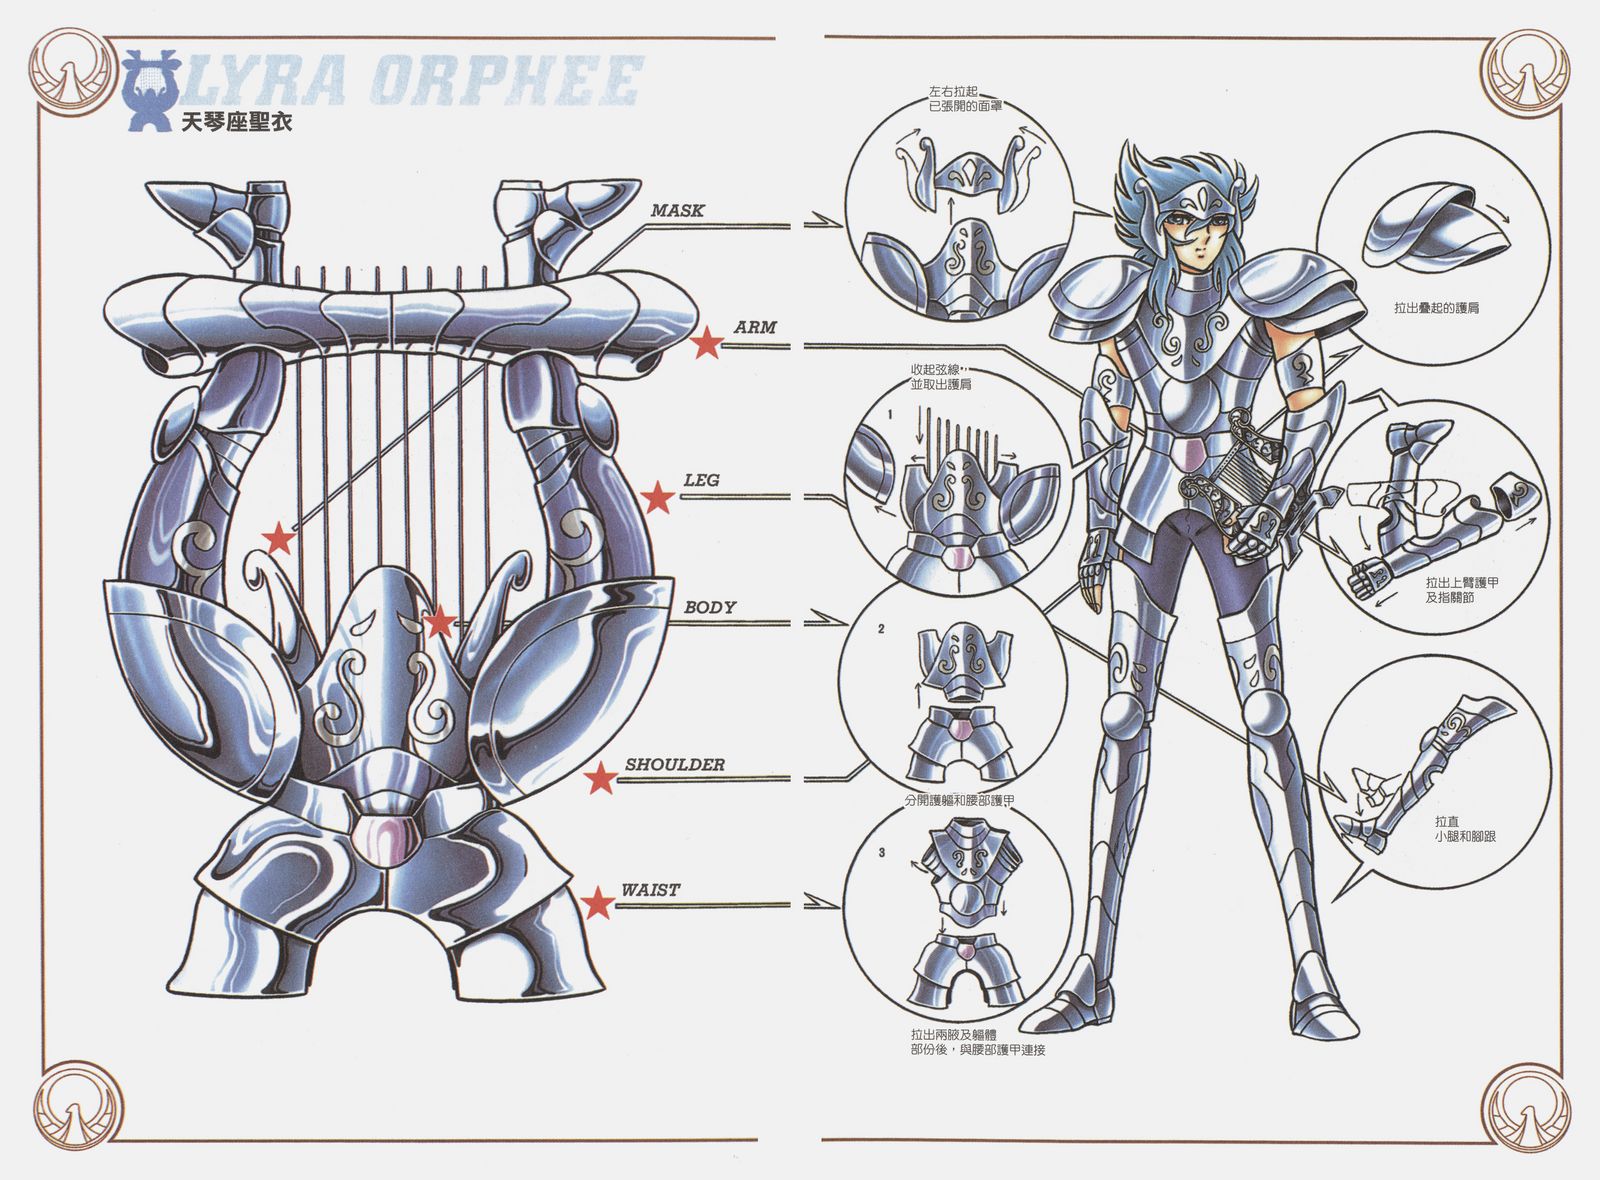 LYRA ORPHEE
天琴座聖衣
MASK
ARM
LEG
BODY
SHOULDER
WAIST
左右拉起
已張開的面罩
收起弦線…
並取出護肩
1
2
分開護軀和腰部護甲
3
拉出兩腋及軀體
部份後，與腰部護甲連接
拉出疊起的護肩
拉出上臂護甲
及指關節
拉直
小腿和腳跟